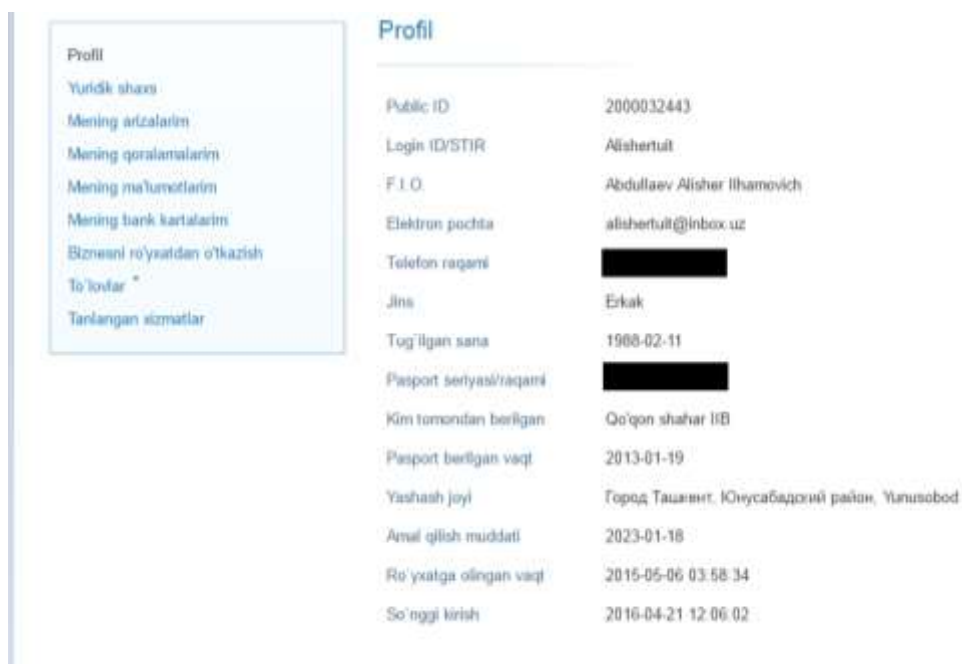 Profil
Yuridik shaxs
Mening arizalarim
Mening qoralamalarim
Mening ma'lumotlarim
Mening bank kartalarim
Biznesni ro'yxatdan o'tkazish
To`lovlar *
Tanlangan xizmatlar
Profil
Public ID 2000032443
Login ID/STIR Alishertuit
F.I.O. Abdullaev Alisher Ilhamovich
Elektron pochta alishertuit@inbox.uz
Telefon raqami
Jins Erkak
Tug`ilgan sana 1988-02-11
Pasport seriyasi/raqami
Kim tomondan berilgan Qo'qon shahar IIB
Pasport berilgan vaqt 2013-01-19
Yashash joyi Город Ташкент, Юнусабадский район, Yunusobod
Amal qilish muddati 2023-01-18
Ro`yxatga olingan vaqt 2015-05-06 03:58:34
So`nggi kirish 2016-04-21 12:06:02